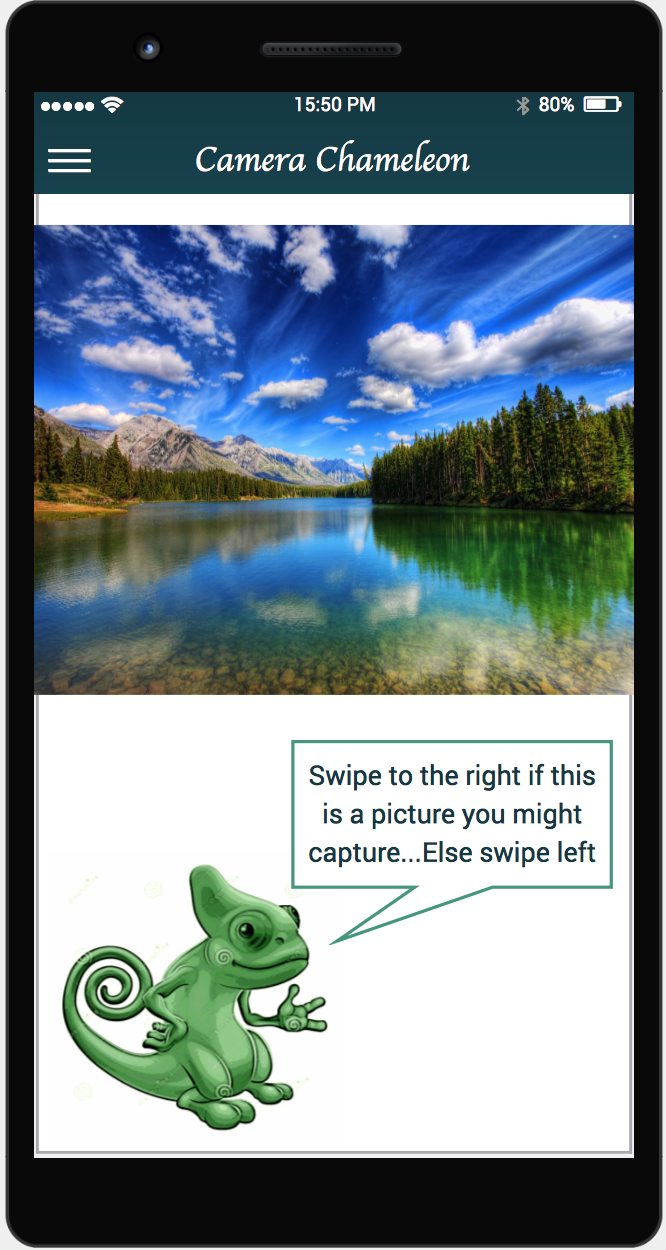 15:50 PM 80%
Camera Chameleon
Swipe to the right if this
is a picture you might
capture...Else swipe left